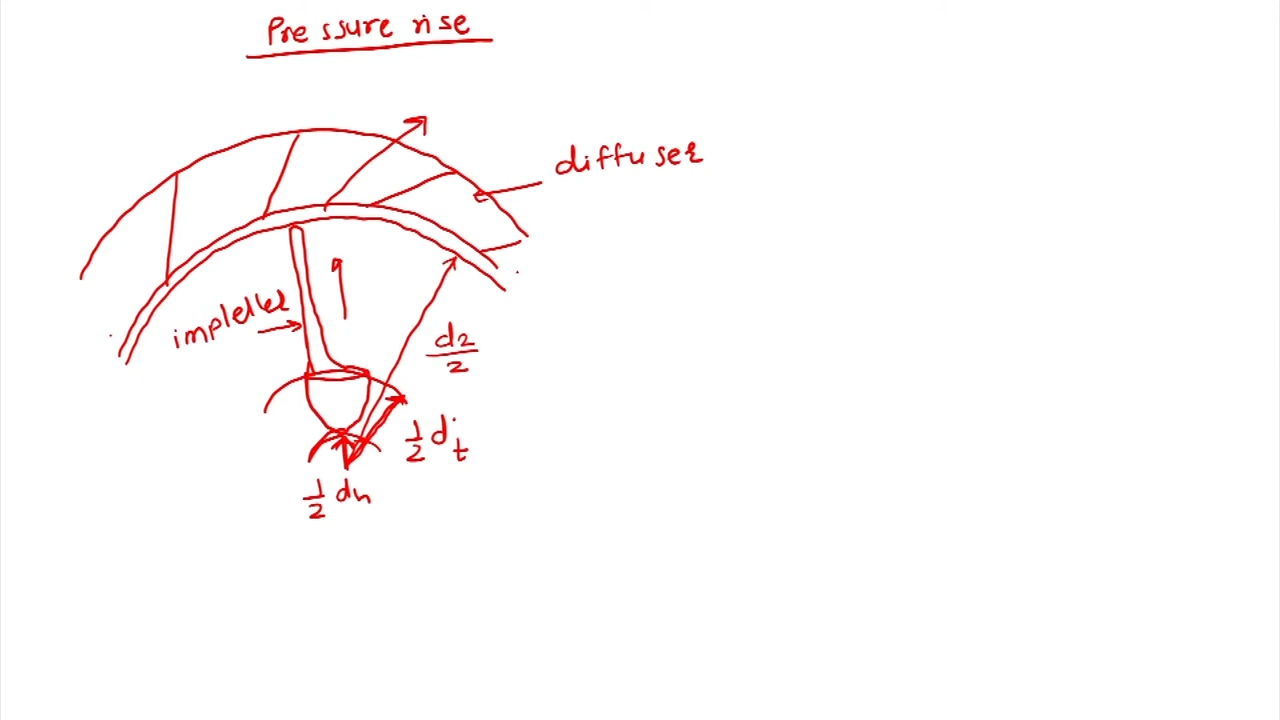 Pressure rise
diffuser
impleller
d2/2
1/2 dt
1/2 dh